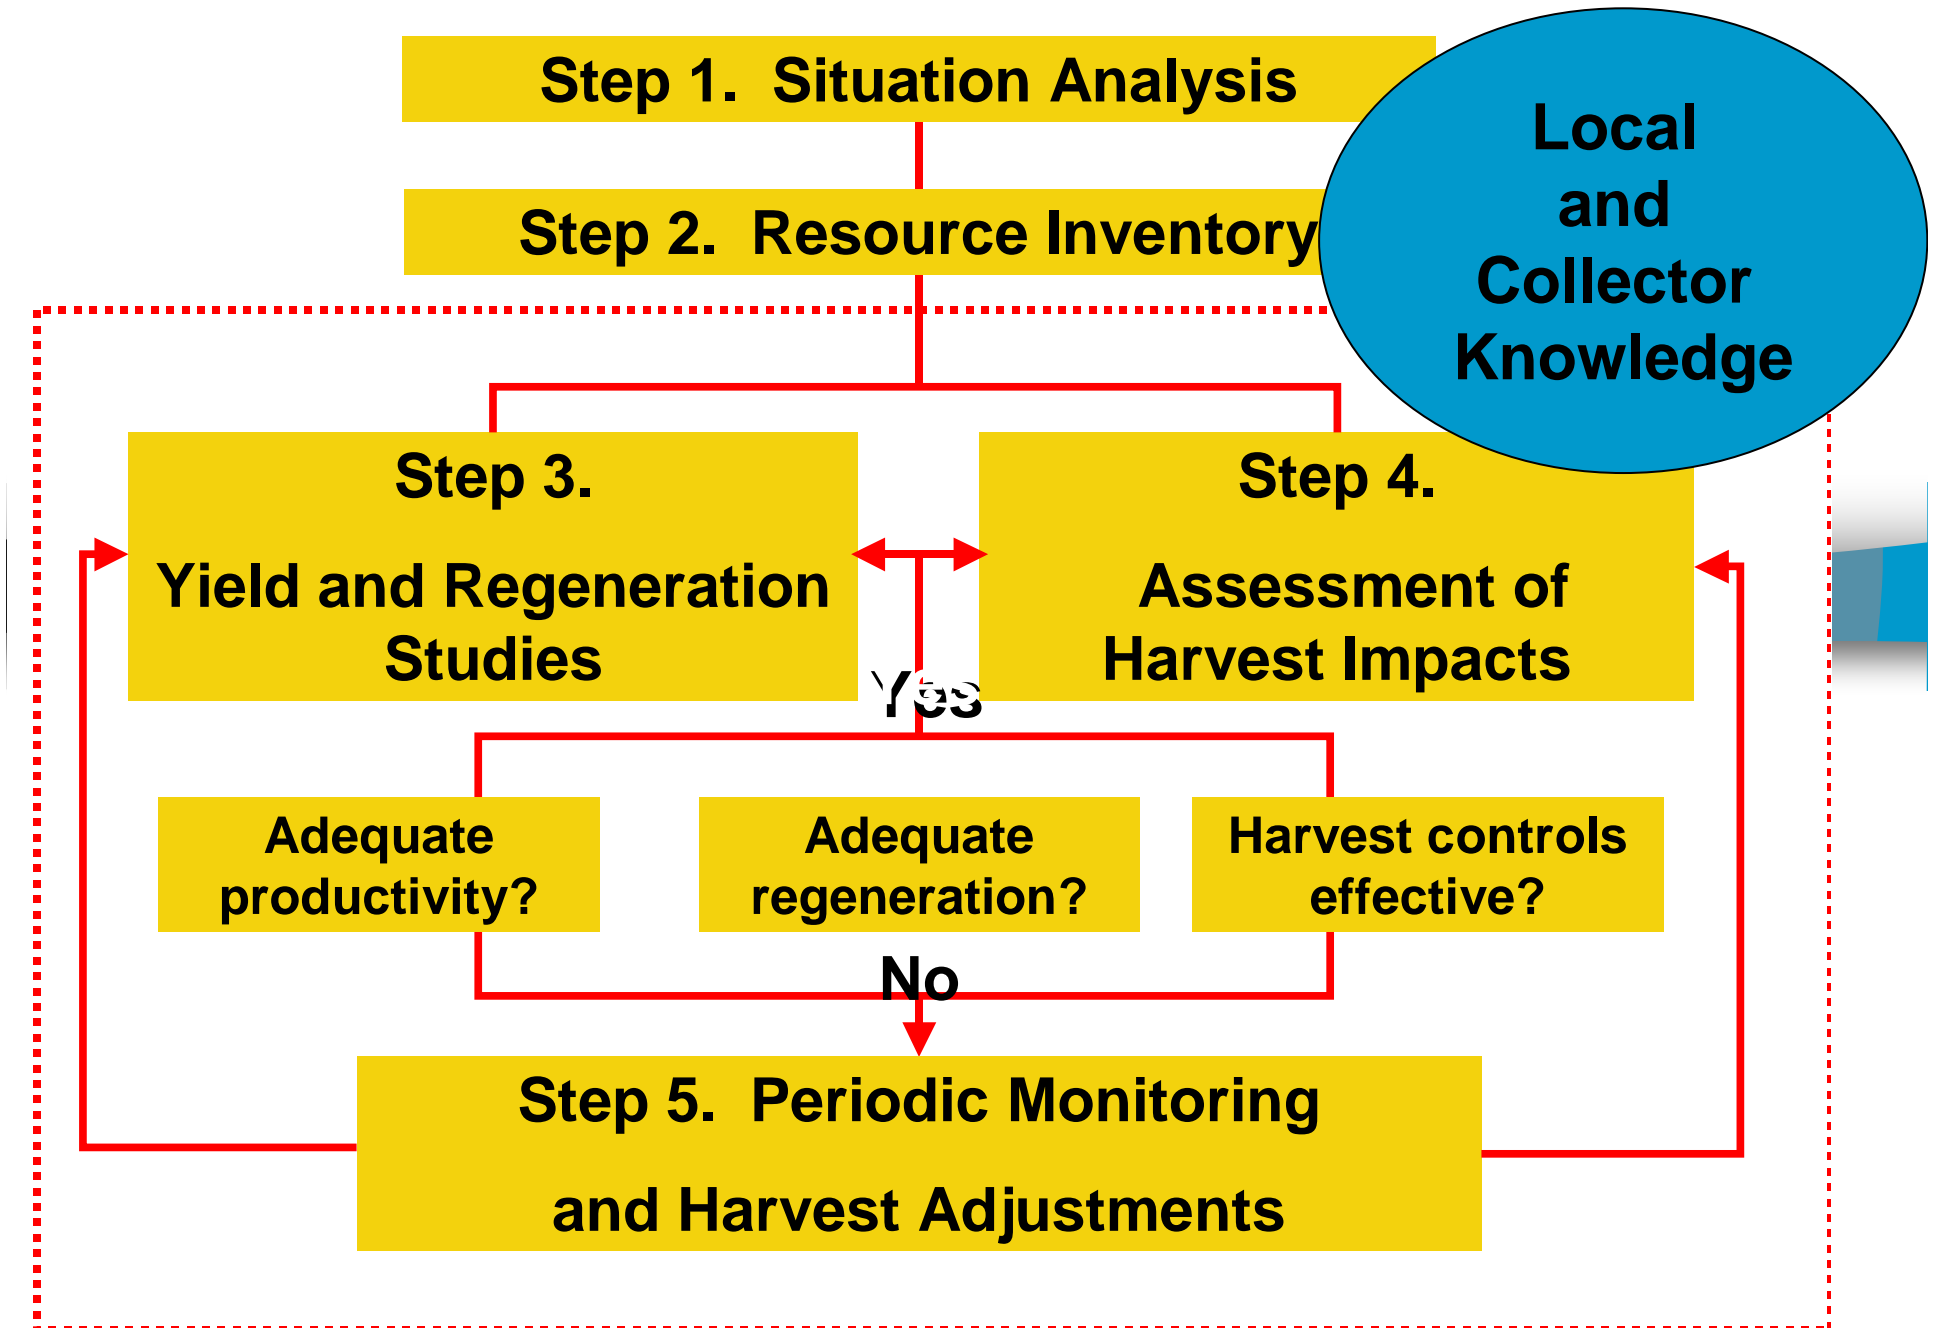 Step 1.  Situation Analysis
Local
and
Collector
Knowledge
Step 2.  Resource Inventory
Step 3.
Yield and Regeneration
Studies
Step 4.
Assessment of
Harvest Impacts
Yes
Adequate
productivity?
Adequate
regeneration?
Harvest controls
effective?
No
Step 5.  Periodic Monitoring
and Harvest Adjustments